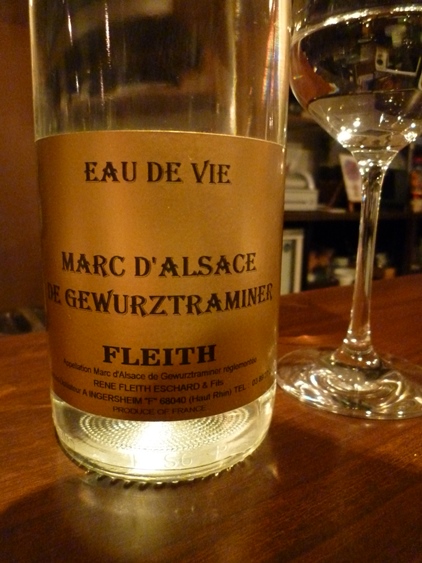 EAU DE VIE
MARC D'ALSACE
DE GEWURZTRAMINER
FLEITH
Appellation Marc d'Alsace de Gewurztraminer réglementée
RENE FLEITH ESCHARD & Fils
A INGERSHEIM "F" 68040 (Haut Rhin) TEL
PRODUCE OF FRANCE